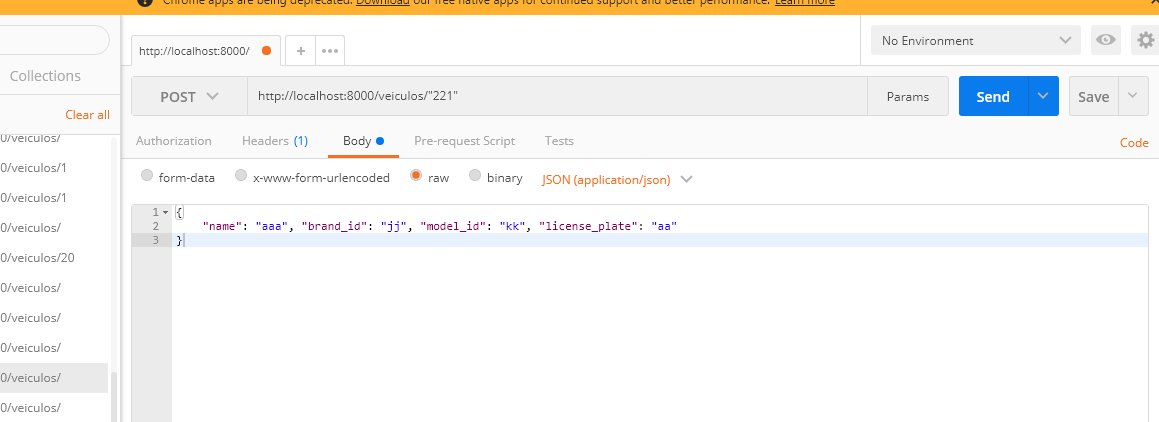 Chrome apps are being deprecated. Download our free native apps for continued support and better performance. Learn more
http://localhost:8000/
No Environment
Collections
POST http://localhost:8000/veiculos/"221" Params Send Save
Clear all
Authorization Headers (1) Body Pre-request Script Tests Code
0/veiculos/
0/veiculos/1
form-data x-www-form-urlencoded raw binary JSON (application/json)
0/veiculos/1
0/veiculos/
0/veiculos/20
0/veiculos/
0/veiculos/
0/veiculos/
0/veiculos/
0/veiculos/
1 {
2 "name": "aaa", "brand_id": "jj", "model_id": "kk", "license_plate": "aa"
3 }